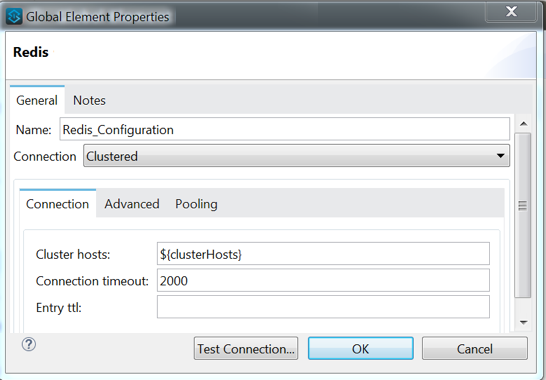 Global Element Properties
X
Redis
General Notes
Name: Redis_Configuration
Connection Clustered
Connection Advanced Pooling
Cluster hosts: ${clusterHosts}
Connection timeout: 2000
Entry ttl:
? Test Connection... OK Cancel